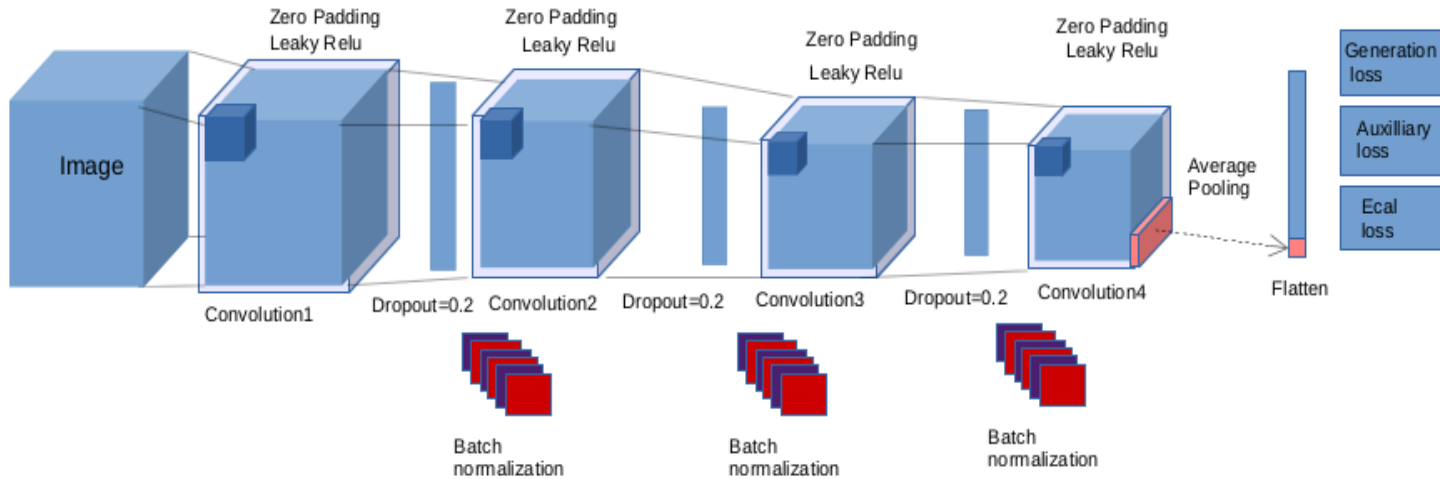 Zero Padding
Leaky Relu
Zero Padding
Leaky Relu
Zero Padding
Leaky Relu
Zero Padding
Leaky Relu
Image
Generation
loss
Auxilliary
loss
Ecal
loss
Average
Pooling
Flatten
Convolution1
Dropout=0.2
Convolution2
Dropout=0.2
Convolution3
Dropout=0.2
Convolution4
Batch
normalization
Batch
normalization
Batch
normalization